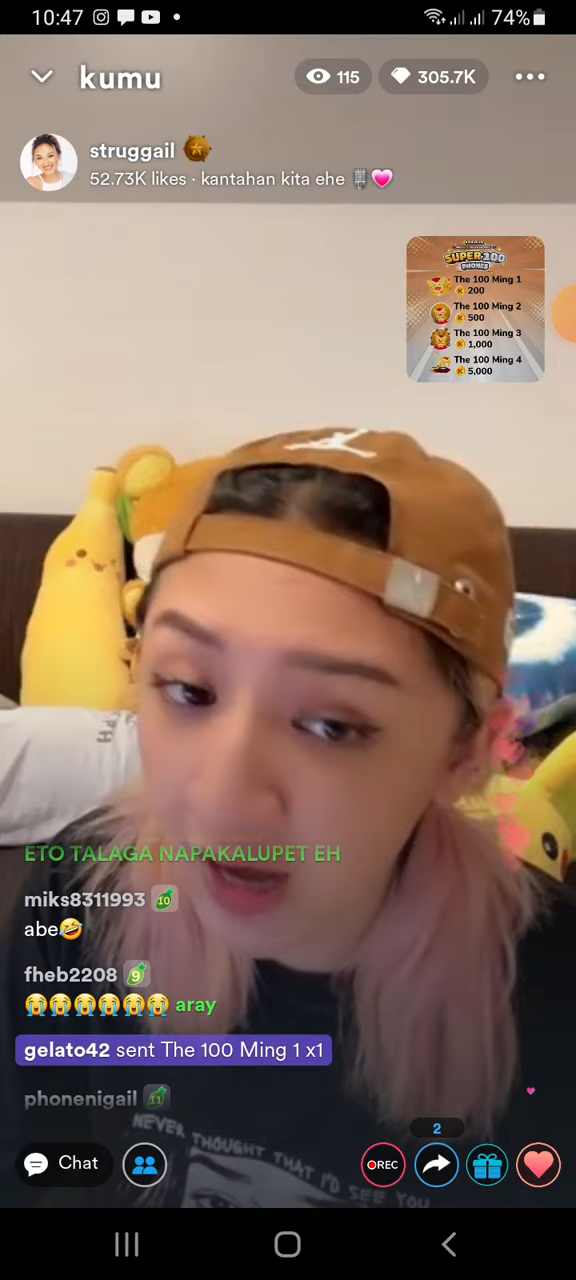 10:47
74%
kumu
115
305.7K
struggail
52.73K likes · kantahan kita ehe
SUPER 100
PHONES
The 100 Ming 1
200
The 100 Ming 2
500
The 100 Ming 3
1,000
The 100 Ming 4
5,000
ETO TALAGA NAPAKALUPET EH
miks8311993 10
abe🤣
fheb2208 9
😭😭😭😭😭😭 aray
gelato42 sent The 100 Ming 1 x1
phonenigail 11
NEVER THOUGHT THAT I'D SEE YOU
2
Chat
REC